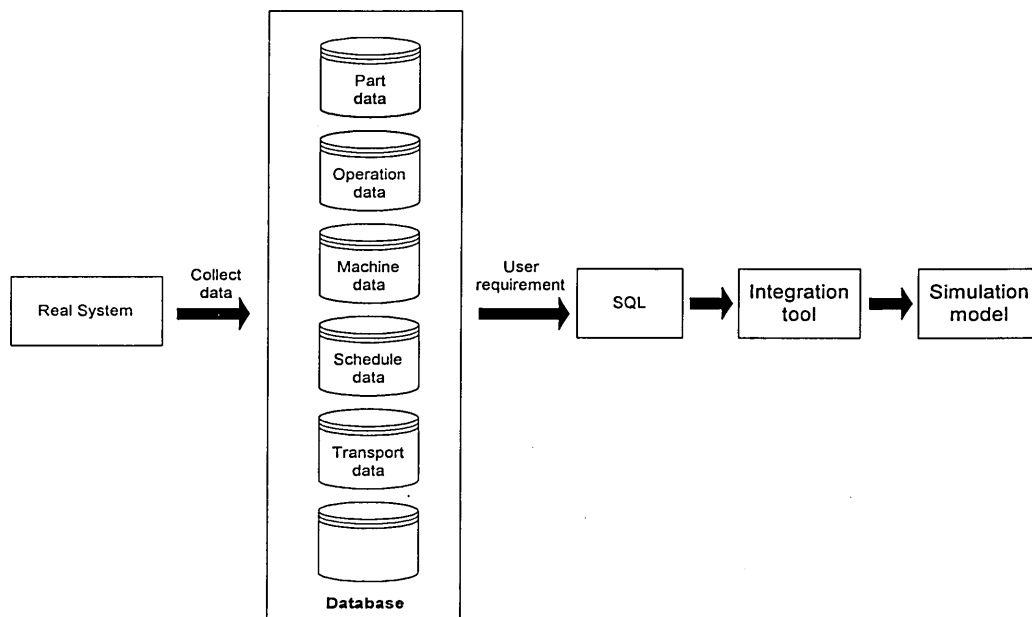 Part
data
Operation
data
Machine
data
Schedule
data
Transport
data
Database
Real System
Collect
data
User
requirement
SQL
Integration
tool
Simulation
model